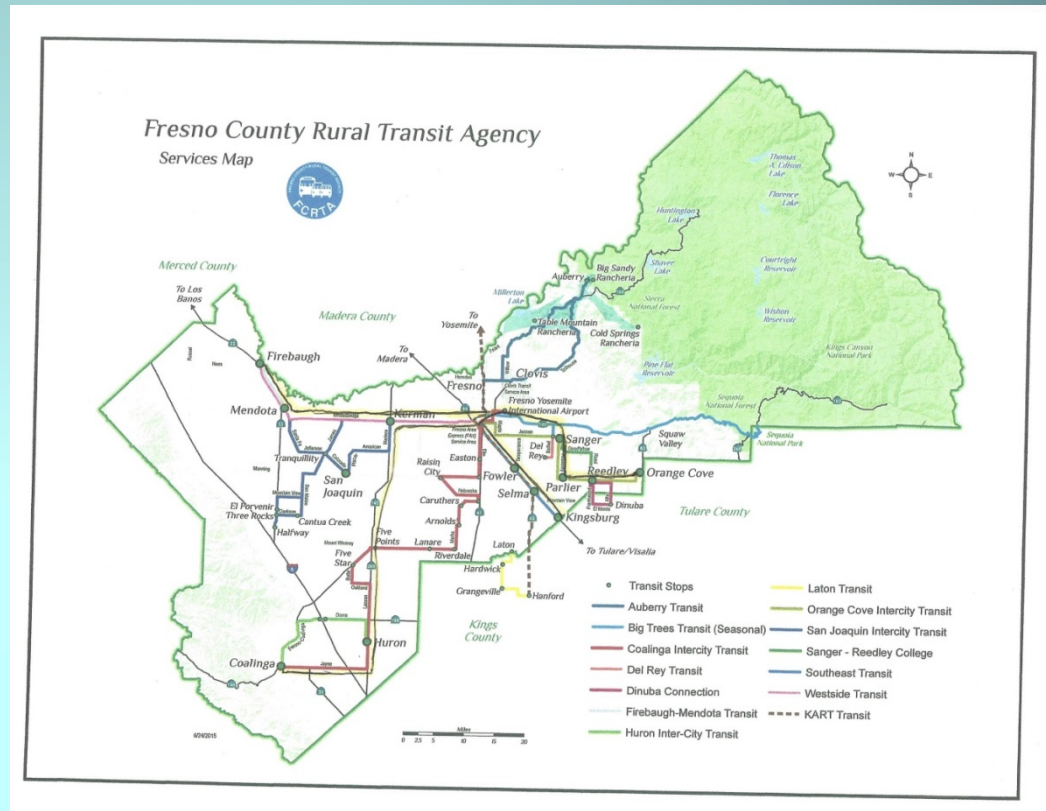 Fresno County Rural Transit Agency
Services Map
FCRTA
N
W
E
S
Thomas
A. Edison
Lake
Florence
Lake
Huntington
Lake
Shaver
Lake
Courtright
Reservoir
Wishon
Reservoir
Big Sandy
Rancheria
Auberry
Sierra
National Forest
Merced County
To Los
Banos
Madera County
Millerton
Lake
To
Yosemite
Table Mountain
Rancheria
Cold Springs
Rancheria
Kings Canyon
National Park
Pine Flat
Reservoir
To
Madera
Firebaugh
Clovis
Fresno
Sequoia
National Forest
Mendota
Kerman
Fresno Yosemite
International Airport
Sequoia
National Park
Squaw
Valley
Sanger
Del
Rey
Tranquillity
San
Joaquin
Easton
Raisin
City
Fowler
Parlier
Reedley
Orange Cove
Selma
Caruthers
Dinuba
Tulare County
El Porvenir
Three Rocks
Cantua Creek
Halfway
Arnolds
Kingsburg
Five
Points
Lanare
Riverdale
Laton
To Tulare/Visalia
Five
Star
Hardwick
Grangeville
Hanford
Kings
County
Huron
Coalinga
Jayne
Transit Stops
Auberry Transit
Big Trees Transit (Seasonal)
Coalinga Intercity Transit
Del Rey Transit
Dinuba Connection
Firebaugh-Mendota Transit
Huron Inter-City Transit
Laton Transit
Orange Cove Intercity Transit
San Joaquin Intercity Transit
Sanger - Reedley College
Southeast Transit
Westside Transit
KART Transit
Miles
0 2.5 5 10 15 20
6/24/2015